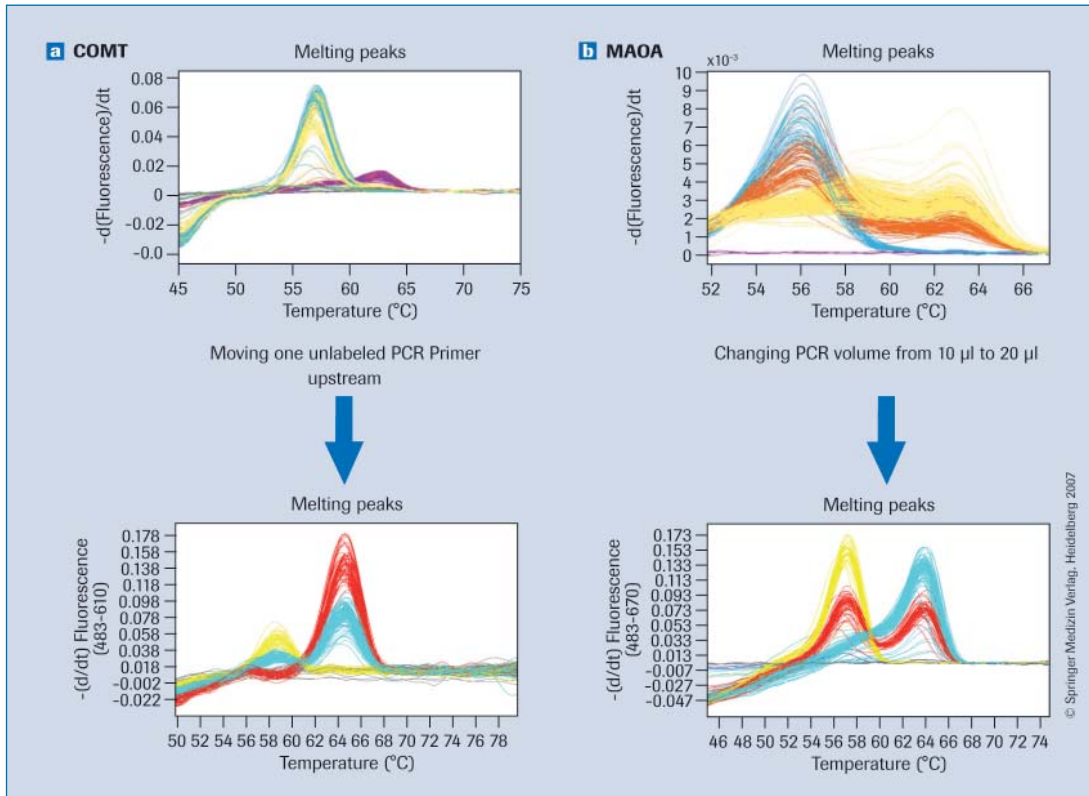 a COMT
Melting peaks
-d(Fluorescence)/dt
0.08
0.06
0.04
0.02
0
-0.02
-0.0
45 50 55 60 65 70 75
Temperature (°C)
b MAOA
Melting peaks
x10⁻³
-d(Fluorescence)/dt
10
9
8
7
6
5
4
3
2
1
0
52 54 56 58 60 62 64 66
Temperature (°C)
Moving one unlabeled PCR Primer
upstream
Changing PCR volume from 10 µl to 20 µl
Melting peaks
-(d/dt) Fluorescence
(483-610)
0.178
0.158
0.138
0.118
0.098
0.078
0.058
0.038
0.018
-0.002
-0.022
50 52 54 56 58 60 62 64 66 68 70 72 74 76 78
Temperature (°C)
Melting peaks
-(d/dt) Fluorescence
(483-670)
0.173
0.153
0.133
0.113
0.093
0.073
0.053
0.033
0.013
-0.007
-0.027
-0.047
46 48 50 52 54 56 58 60 62 64 66 68 70 72 74
Temperature (°C)
© Springer Medizin Verlag, Heidelberg 2007